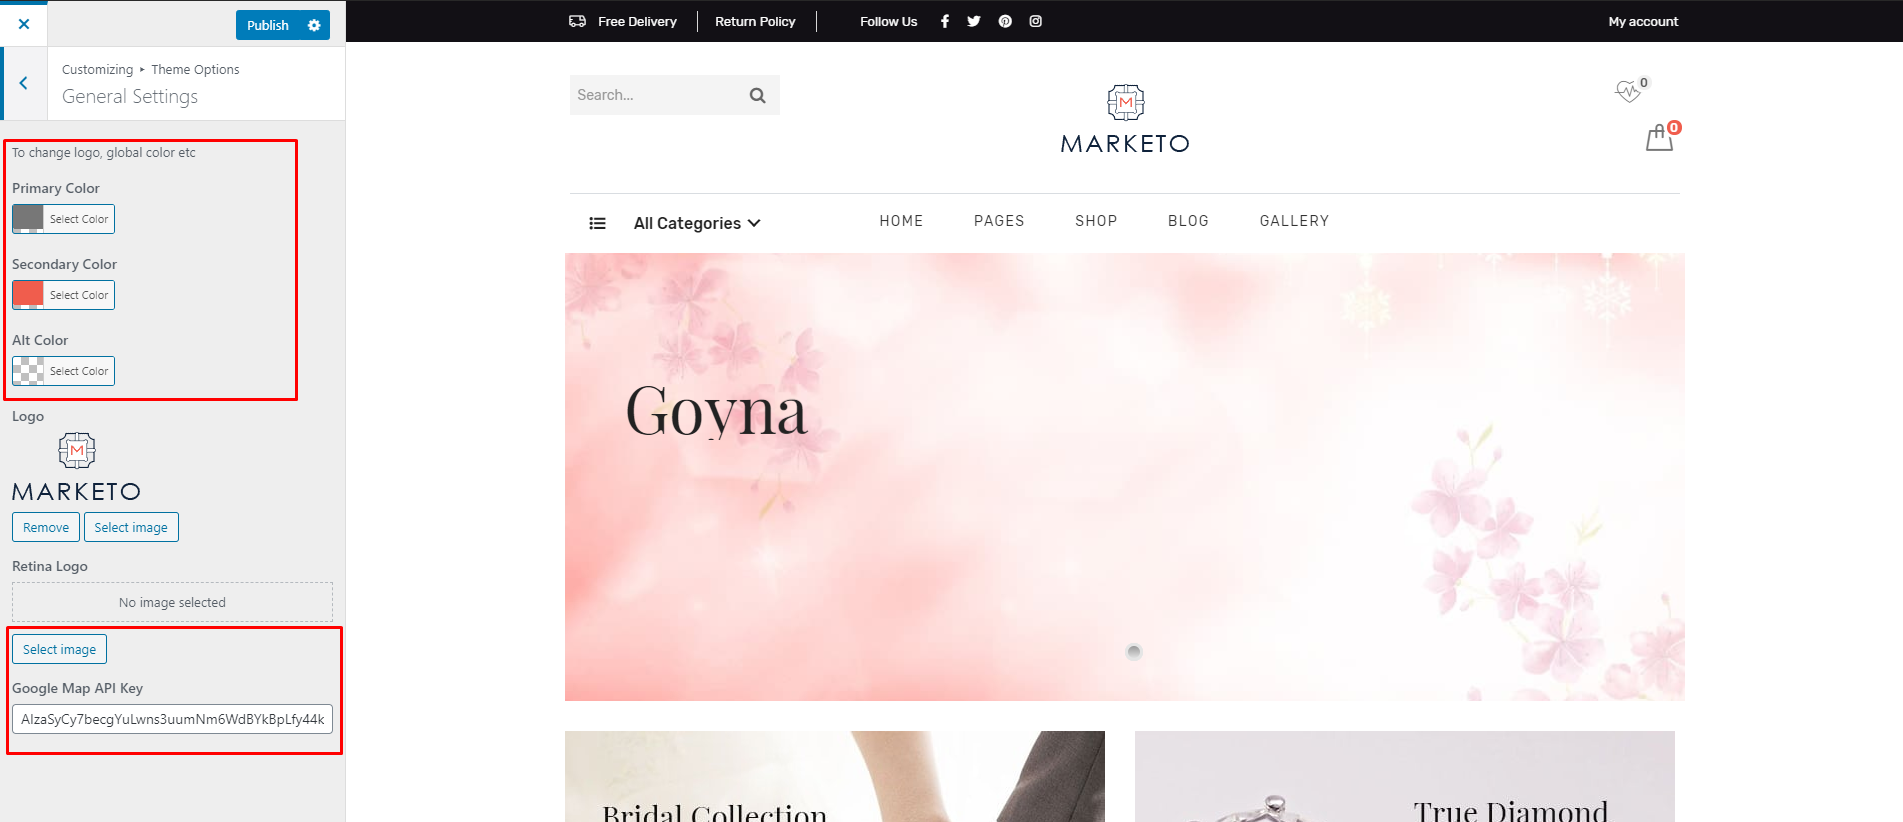 Publish
Customizing ▸ Theme Options
General Settings
To change logo, global color etc
Primary Color
Select Color
Secondary Color
Select Color
Alt Color
Select Color
Logo
M
MARKETO
Remove
Select image
Retina Logo
No image selected
Select image
Google Map API Key
AIzaSyCy7becgYuLwns3uumNm6WdBYkBpLfy44k
Free Delivery
Return Policy
Follow Us
My account
Search...
M
MARKETO
0
0
All Categories
HOME
PAGES
SHOP
BLOG
GALLERY
Goyna
Bridal Collection
True Diamond